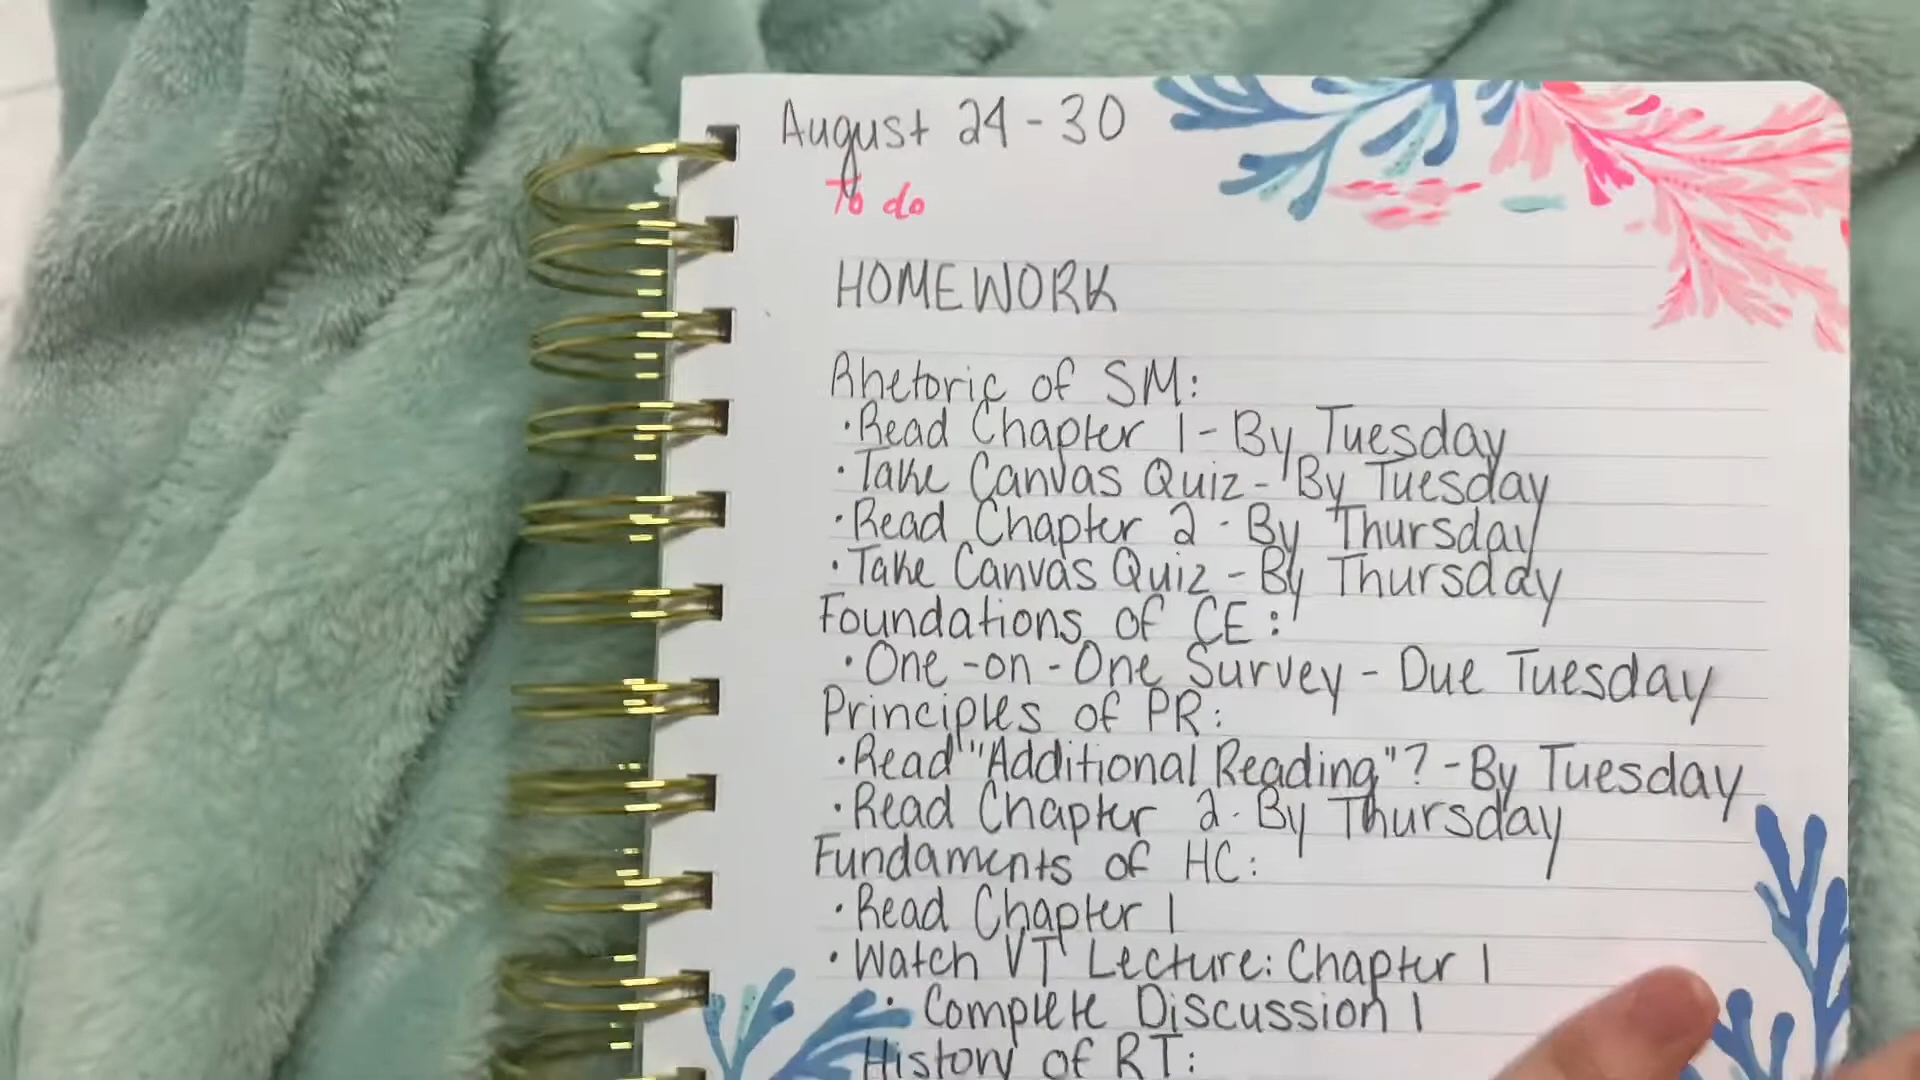 August 24-30
To do
HOMEWORK
Rhetoric of SM:
·Read Chapter 1- By Tuesday
·Take Canvas Quiz- By Tuesday
·Read Chapter 2 - By Thursday
·Take Canvas Quiz - By Thursday
Foundations of CE:
·One-on-One Survey - Due Tuesday
Principles of PR:
·Read "Additional Reading"? - By Tuesday
·Read Chapter 2- By Thursday
Fundaments of HC:
·Read Chapter 1
·Watch VT Lecture: Chapter 1
·Complete Discussion 1
History of RT: